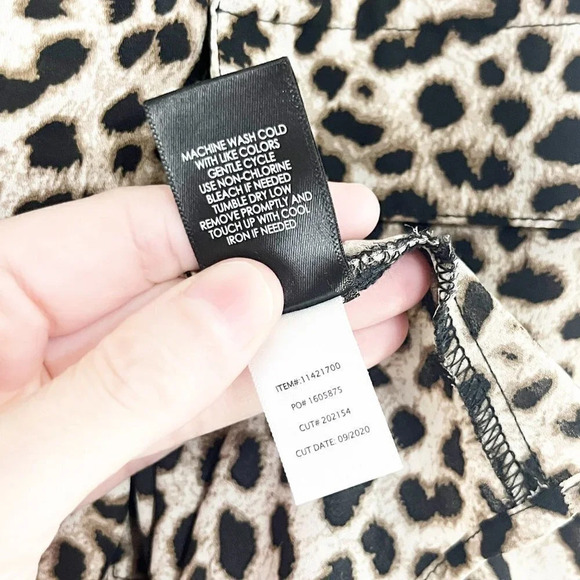 MACHINE WASH COLD
WITH LIKE COLORS
GENTLE CYCLE
USE NON-CHLORINE
BLEACH IF NEEDED
TUMBLE DRY LOW
REMOVE PROMPTLY AND
TOUCH UP WITH COOL
IRON IF NEEDED
ITEM#:11421700
PO# 1605875
CUT# 202154
CUT DATE: 09/2020